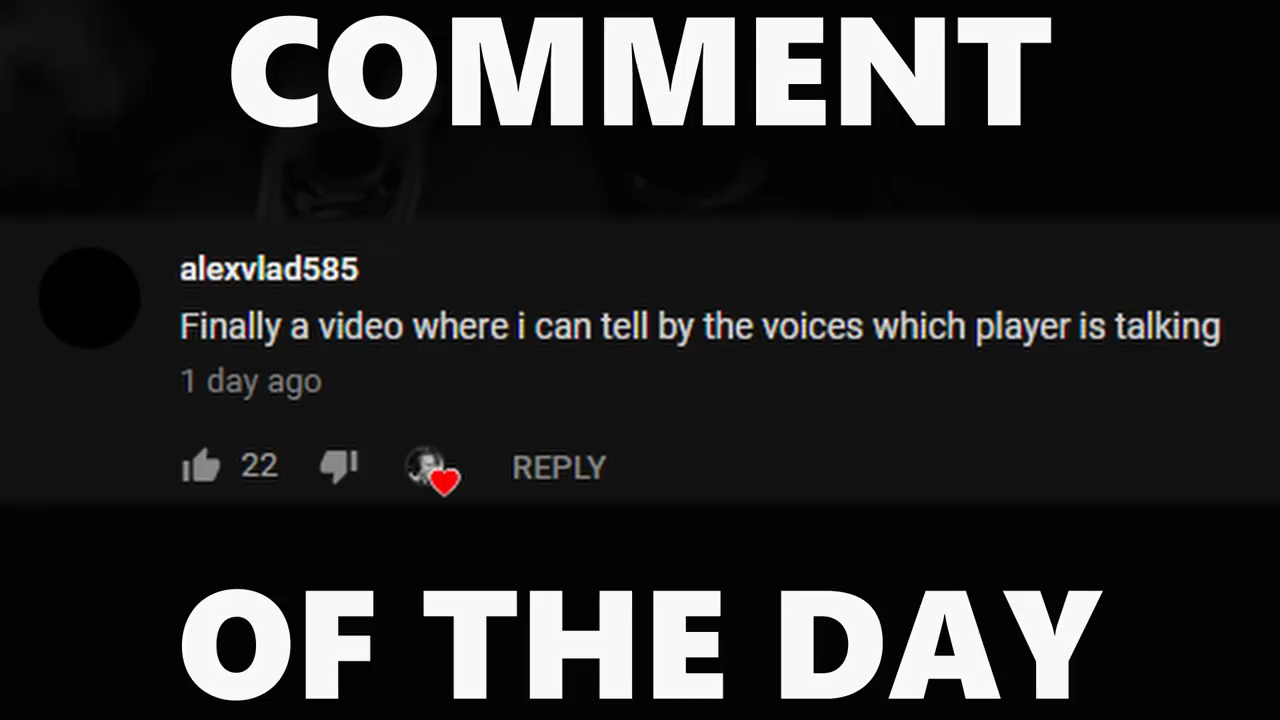 COMMENT
alexvlad585
Finally a video where i can tell by the voices which player is talking
1 day ago
22
REPLY
OF THE DAY